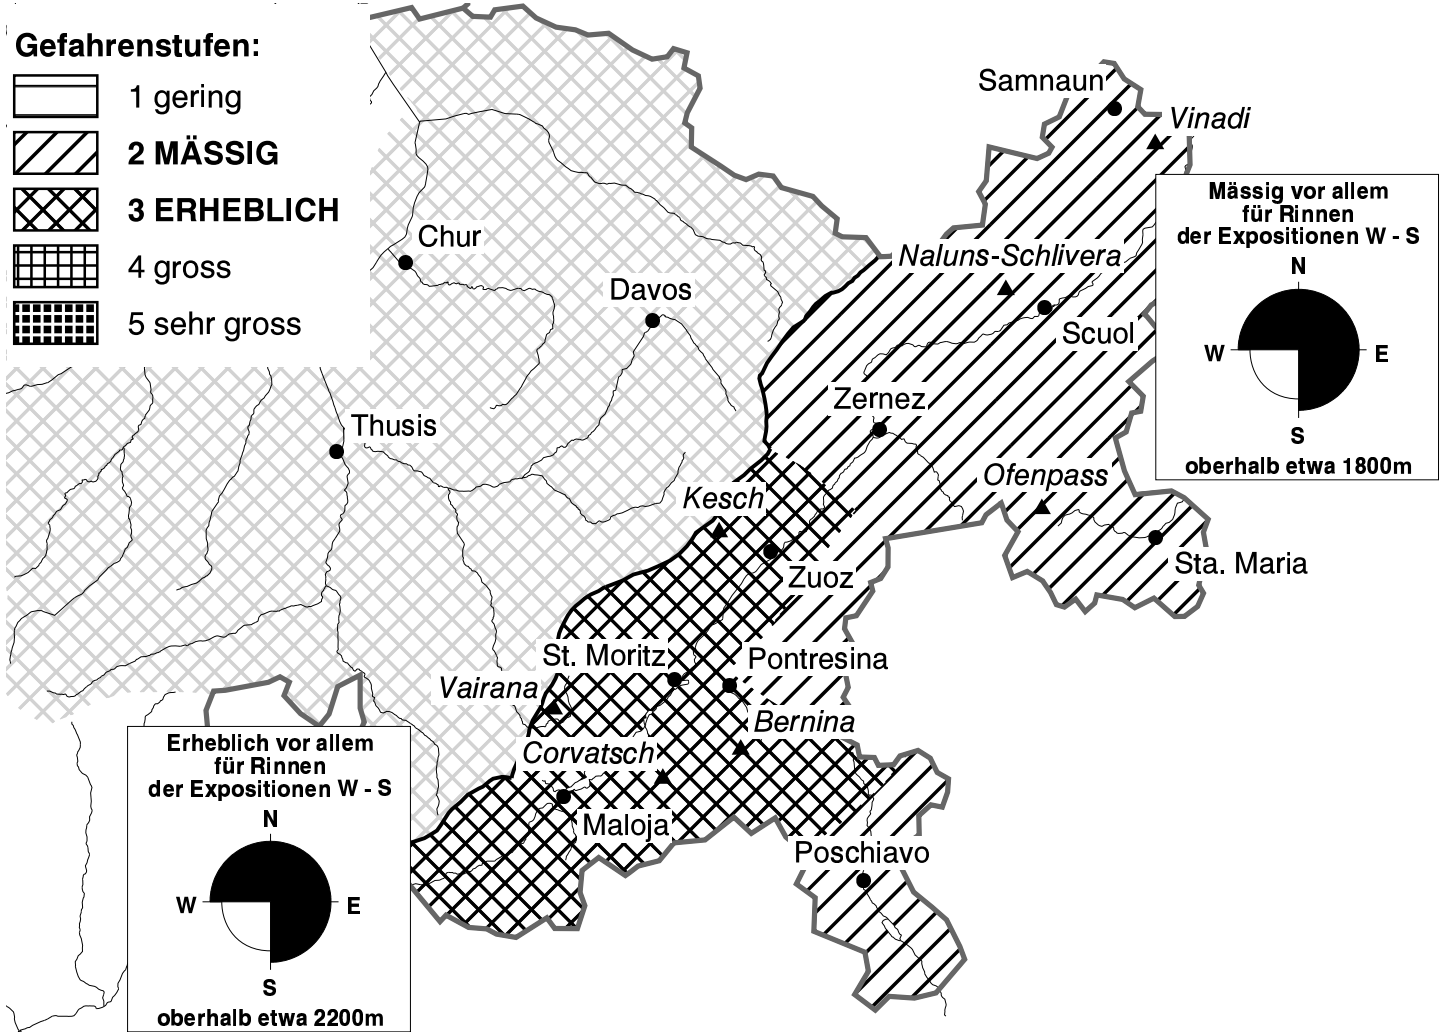 Gefahrenstufen:
1 gering
2 MÄSSIG
3 ERHEBLICH
4 gross
5 sehr gross
Samnaun
Vinadi
Mässig vor allem
für Rinnen
der Expositionen W - S
N
W
E
S
oberhalb etwa 1800m
Chur
Naluns-Schlivera
Davos
Scuol
Zernez
Thusis
Ofenpass
Kesch
Sta. Maria
Zuoz
St. Moritz
Pontresina
Vairana
Bernina
Corvatsch
Maloja
Poschiavo
Erheblich vor allem
für Rinnen
der Expositionen W - S
N
W
E
S
oberhalb etwa 2200m